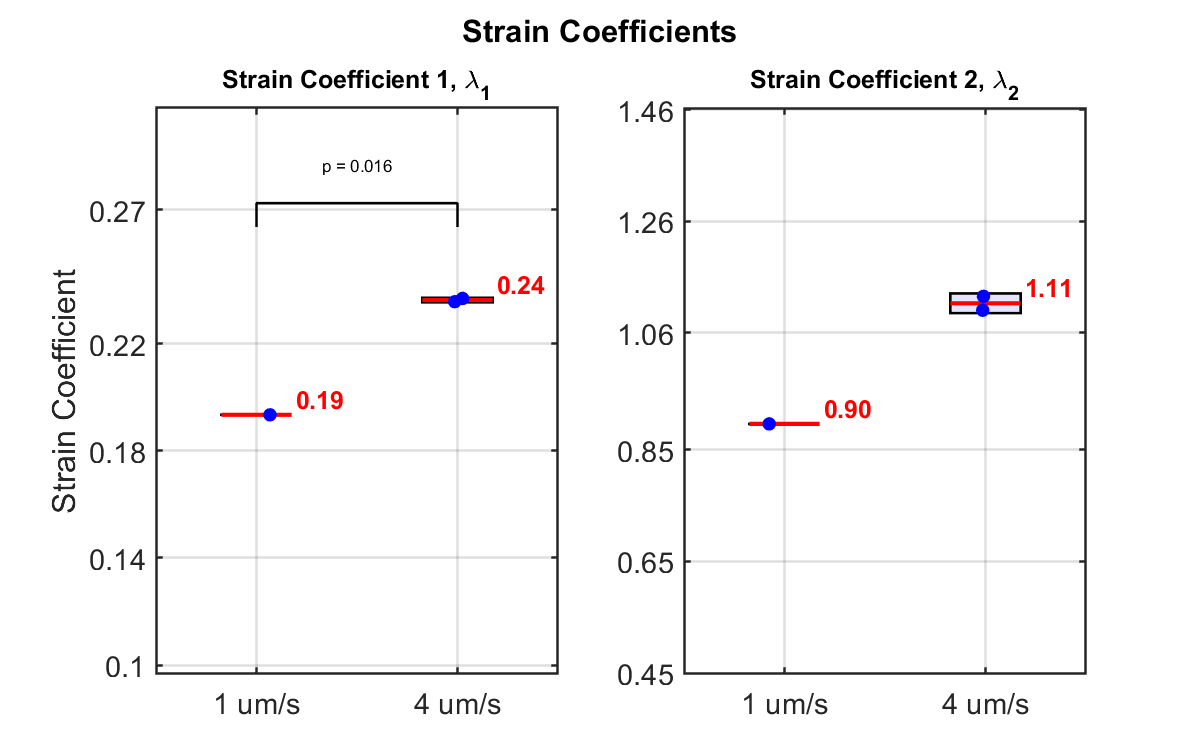 Strain Coefficients
Strain Coefficient 1, λ1
p = 0.016
0.27
0.24
0.22
0.19
0.18
0.14
0.1
Strain Coefficient
1 um/s
4 um/s
Strain Coefficient 2, λ2
1.46
1.26
1.11
1.06
0.90
0.85
0.65
0.45
1 um/s
4 um/s